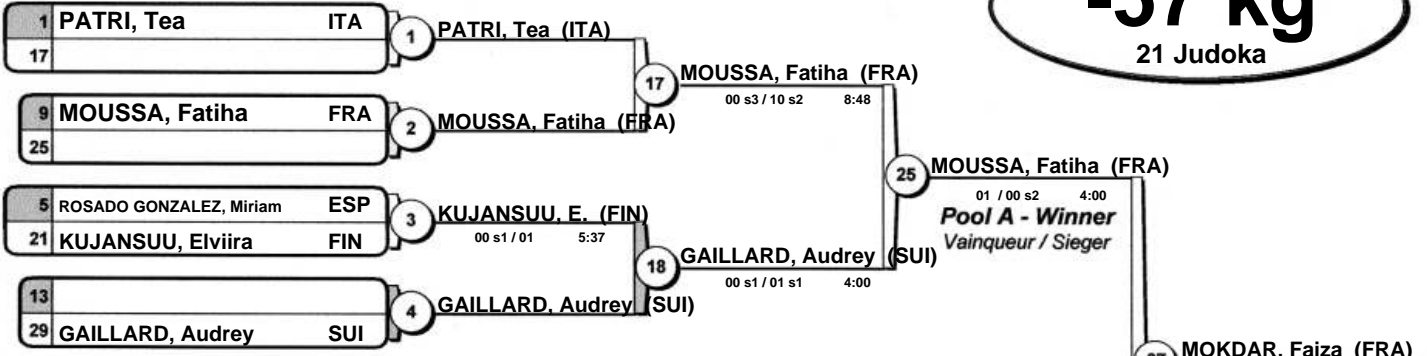 -57 kg
21 Judoka
1 PATRI, Tea ITA
17
1 PATRI, Tea (ITA)
9 MOUSSA, Fatiha FRA
25
2 MOUSSA, Fatiha (FRA)
17 MOUSSA, Fatiha (FRA)
00 s3 / 10 s2 8:48
5 ROSADO GONZALEZ, Miriam ESP
21 KUJANSUU, Elviira FIN
3 KUJANSUU, E. (FIN)
00 s1 / 01 5:37
13
29 GAILLARD, Audrey SUI
4 GAILLARD, Audrey (SUI)
18 GAILLARD, Audrey (SUI)
00 s1 / 01 s1 4:00
25 MOUSSA, Fatiha (FRA)
01 / 00 s2 4:00
Pool A - Winner
Vainqueur / Sieger
MOKDAR, Faiza (FRA)